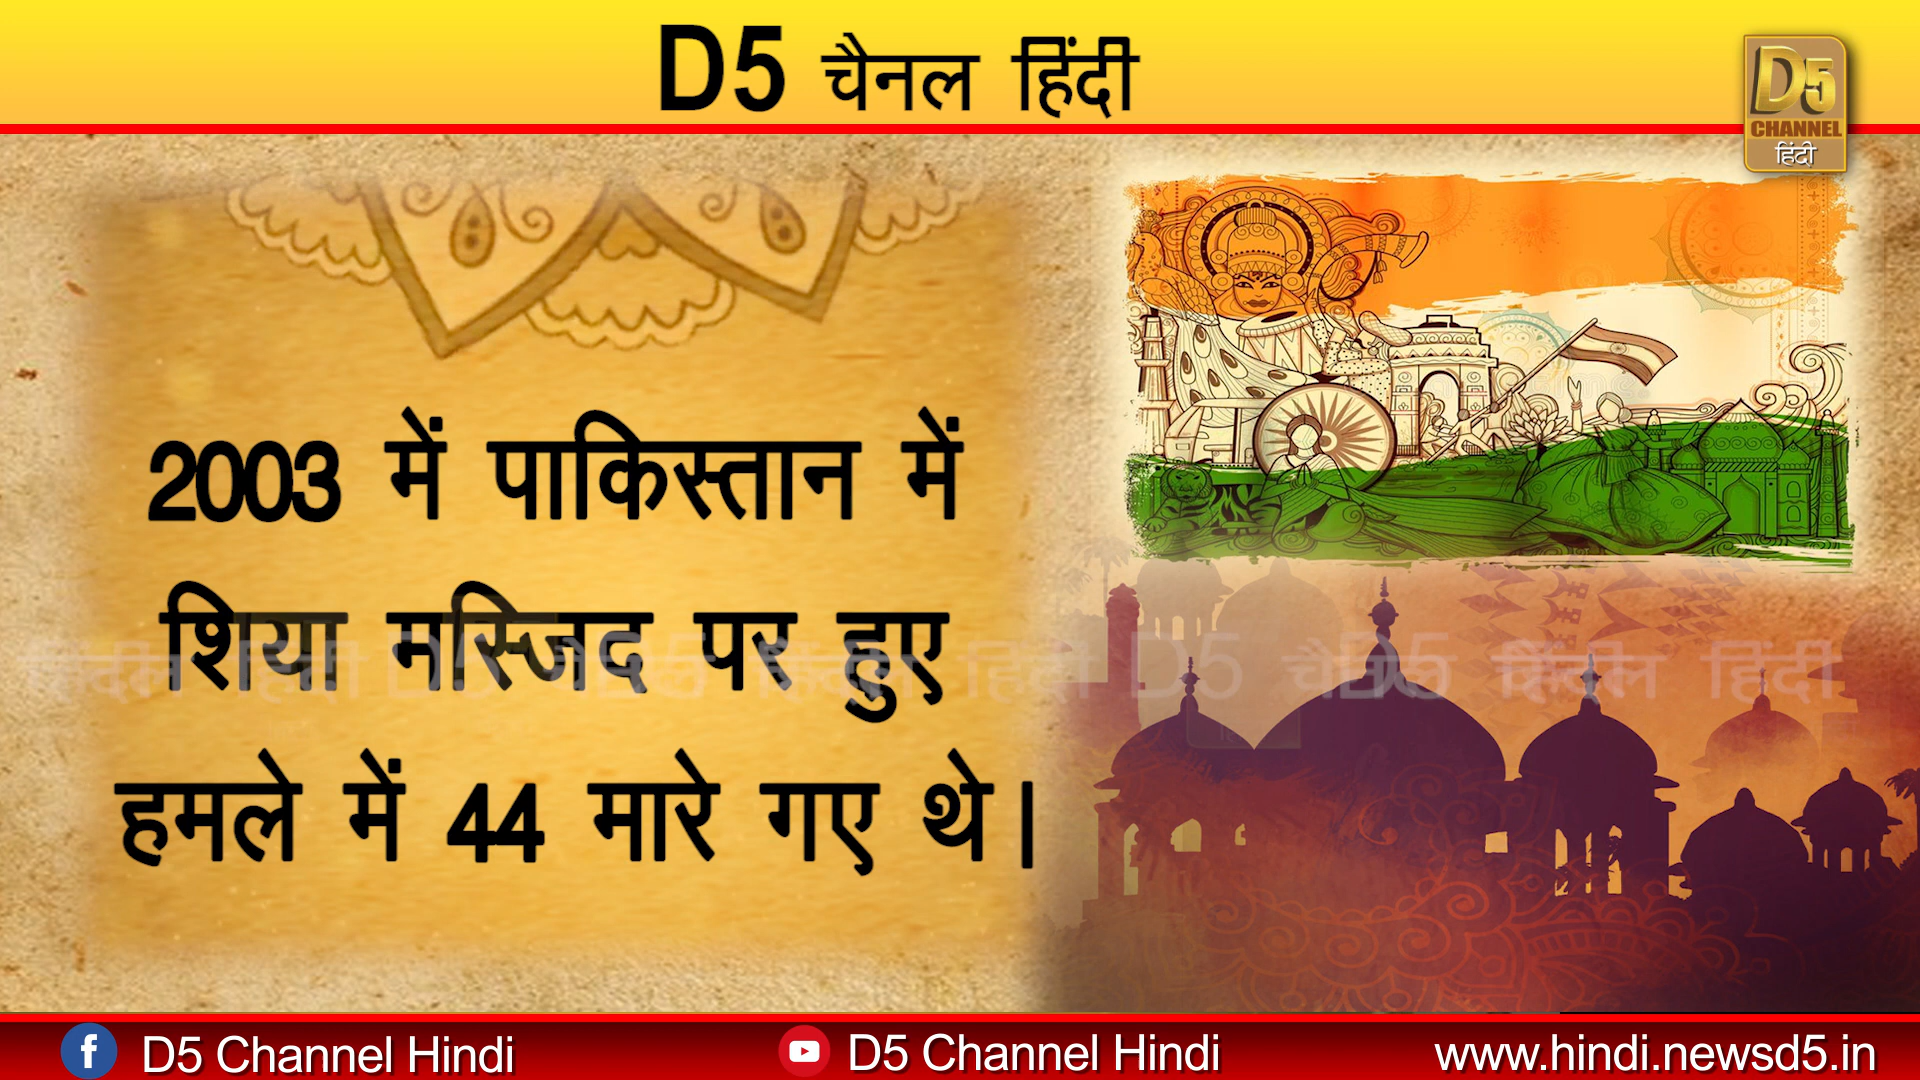 D5 चैनल हिंदी
D5
CHANNEL
हिंदी
2003 में पाकिस्तान में
शिया मस्जिद पर हुए
हमले में 44 मारे गए थे।
D5 Channel Hindi
D5 Channel Hindi
www.hindi.newsd5.in